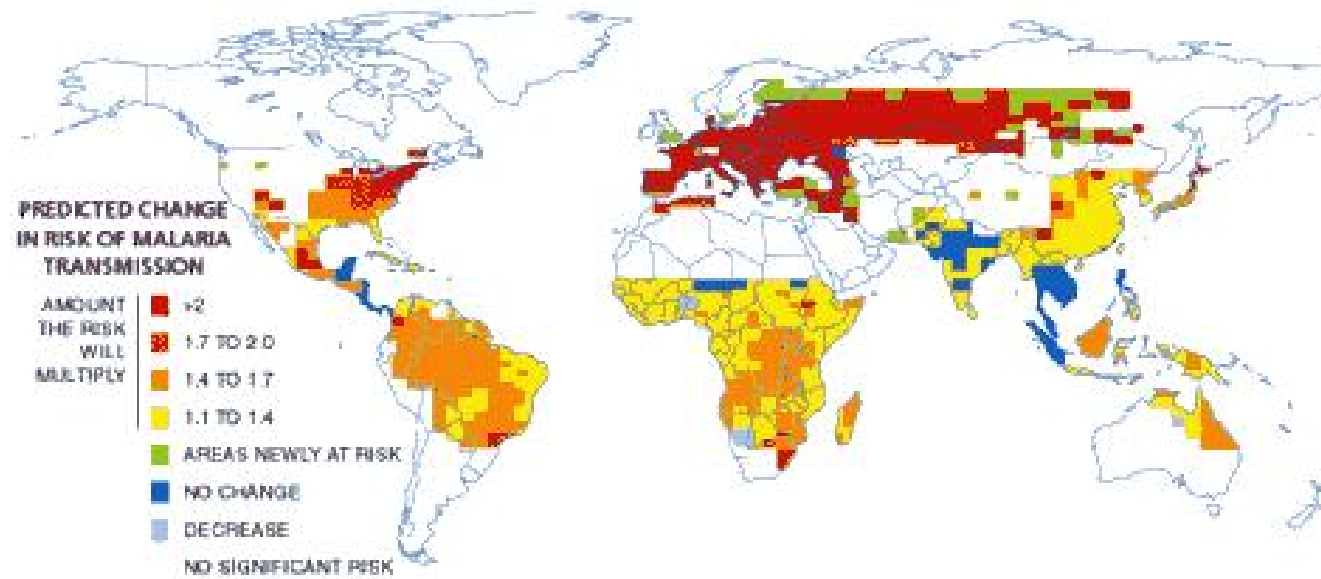 PREDICTED CHANGE
IN RISK OF MALARIA
TRANSMISSION
AMOUNT
THE RISK
WILL
MULTIPLY
>2
1.7 TO 2.0
1.4 TO 1.7
1.1 TO 1.4
AREAS NEWLY AT RISK
NO CHANGE
DECREASE
NO SIGNIFICANT RISK